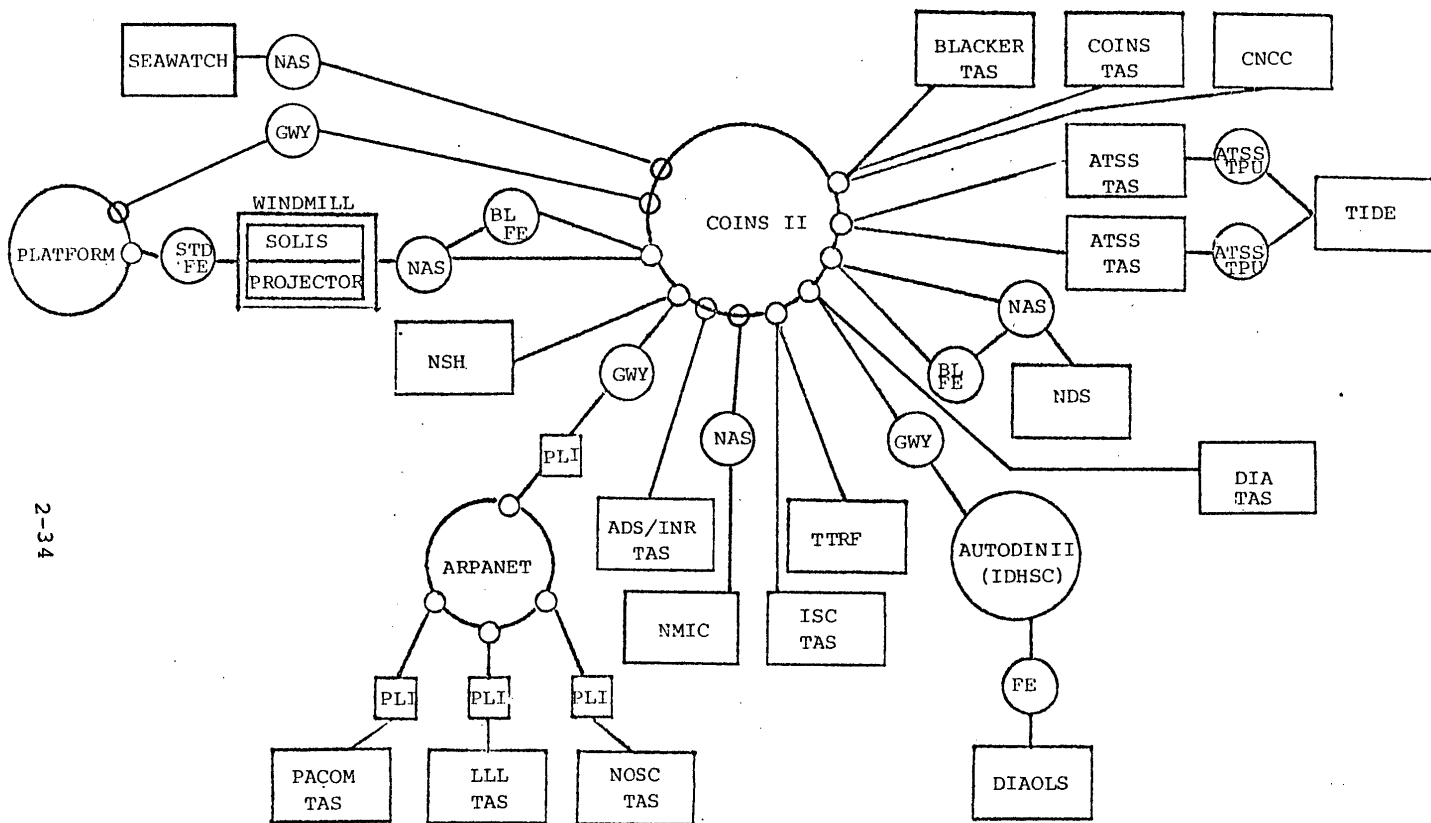 BLACKER
TAS
COINS
TAS
CNCC
SEAWATCH
NAS
GWY
ATSS
TAS
ATSS
TPU
COINS II
TIDE
WINDMILL
SOLIS
PROJECTOR
BL
FE
PLATFORM
STD
FE
NAS
ATSS
TAS
ATSS
TPU
NAS
NSH
GWY
BL
FE
NDS
PLI
NAS
GWY
DIA
TAS
2-34
ARPANET
ADS/INR
TAS
TTRF
AUTODINII
(IDHSC)
NMIC
ISC
TAS
PLI
PLI
PLI
FE
PACOM
TAS
LLL
TAS
NOSC
TAS
DIAOLS